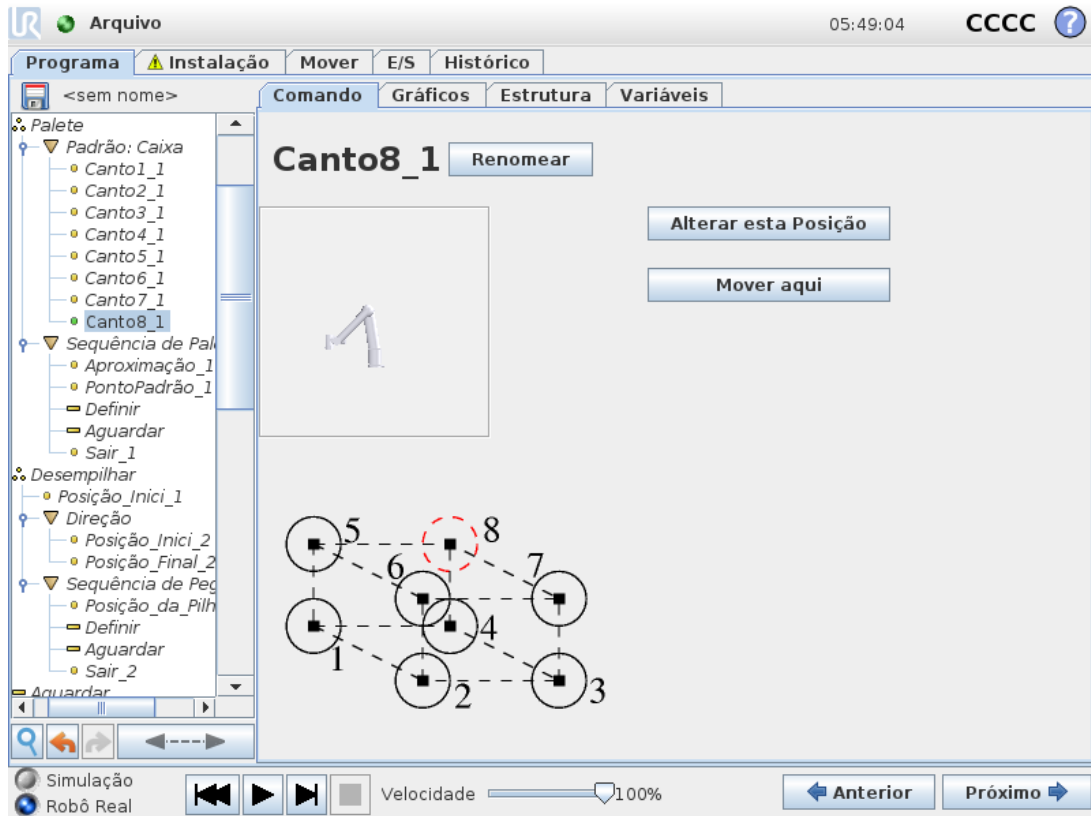 UR Arquivo 05:49:04 CCCC ?
Programa Instalação Mover E/S Histórico
<sem nome>
Comando Gráficos Estrutura Variáveis
Palete
Padrão: Caixa
Canto1_1
Canto2_1
Canto3_1
Canto4_1
Canto5_1
Canto6_1
Canto7_1
Canto8_1
Sequência de Pal
Aproximação_1
PontoPadrão_1
Definir
Aguardar
Sair_1
Desempilhar
Posição_Inici_1
Direção
Posição_Inici_2
Posição_Final_2
Sequência de Peg
Posição_da_Pilh
Definir
Aguardar
Sair_2
Aguardar
Canto8_1 Renomear
Alterar esta Posição
Mover aqui
5 8
6 7
1 4
2 3
Simulação
Robô Real
Velocidade 100%
Anterior Próximo